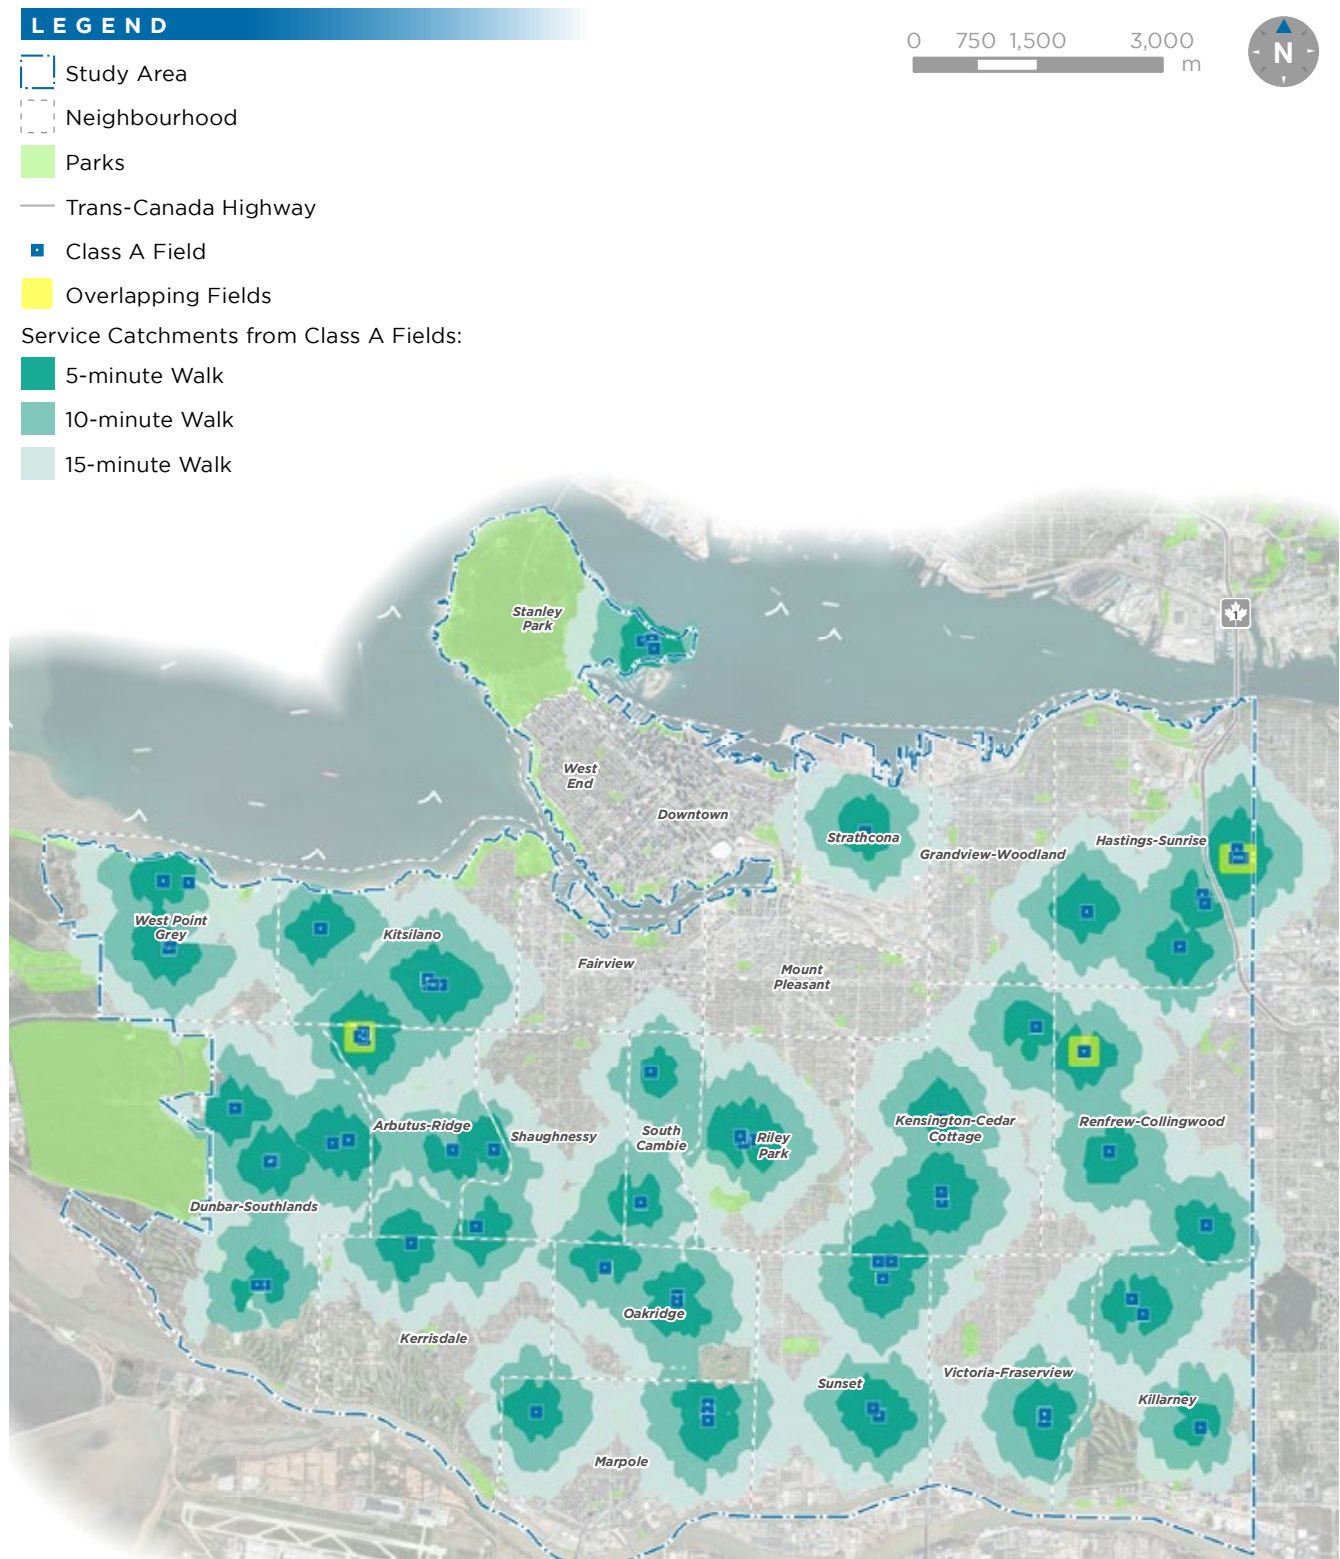 LEGEND
0 750 1,500 3,000
m
N
Study Area
Neighbourhood
Parks
Trans-Canada Highway
Class A Field
Overlapping Fields
Service Catchments from Class A Fields:
5-minute Walk
10-minute Walk
15-minute Walk
Stanley
Park
1
West
End
Downtown
Strathcona
Grandview-Woodland
Hastings-Sunrise
West Point
Grey
Kitsilano
Fairview
Mount
Pleasant
Arbutus-Ridge
Shaughnessy
South
Cambie
Riley
Park
Kensington-Cedar
Cottage
Renfrew-Collingwood
Dunbar-Southlands
Oakridge
Kerrisdale
Sunset
Victoria-Fraserview
Killarney
Marpole